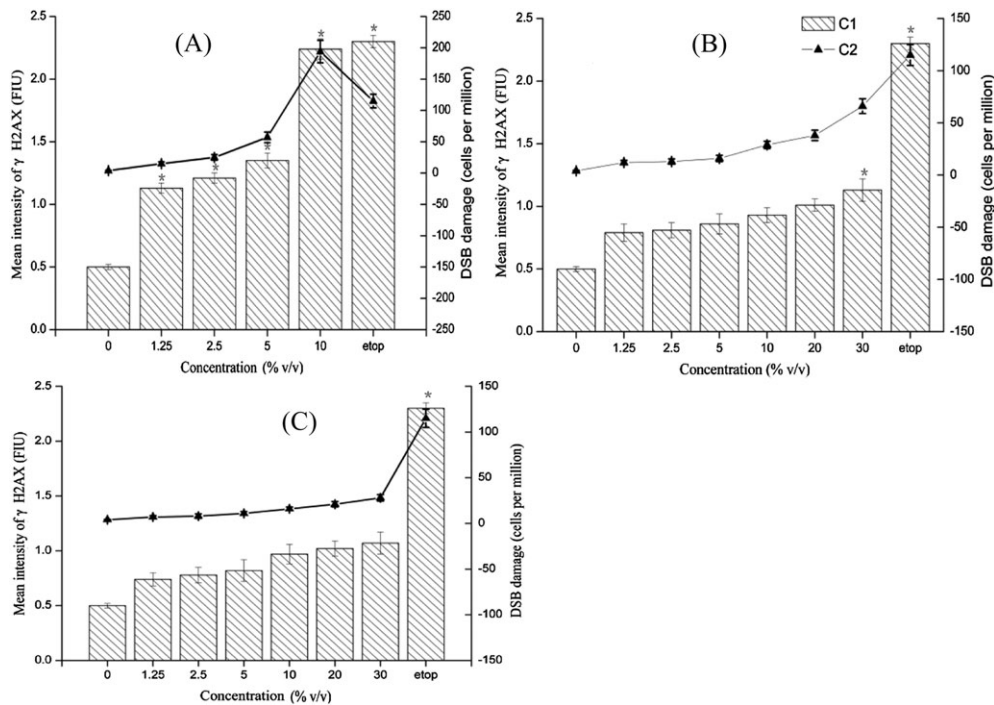 (A)
Mean intensity of γ H2AX (FIU)
2.5
2.0
1.5
1.0
0.5
0.0
* * * * *
200
150
100
50
0
-50
-100
-150
-200
-250
DSB damage (cells per million)
0 1.25 2.5 5 10 etop
Concentration (% v/v)
(B)
C1
C2
Mean intensity of γ H2AX (FIU)
2.5
2.0
1.5
1.0
0.5
0.0
* *
150
100
50
0
-50
-100
-150
DSB damage (cells per million)
0 1.25 2.5 5 10 20 30 etop
Concentration (% v/v)
(C)
Mean intensity of γ H2AX (FIU)
2.5
2.0
1.5
1.0
0.5
0.0
*
150
100
50
0
-50
-100
-150
DSB damage (cells per million)
0 1.25 2.5 5 10 20 30 etop
Concentration (% v/v)